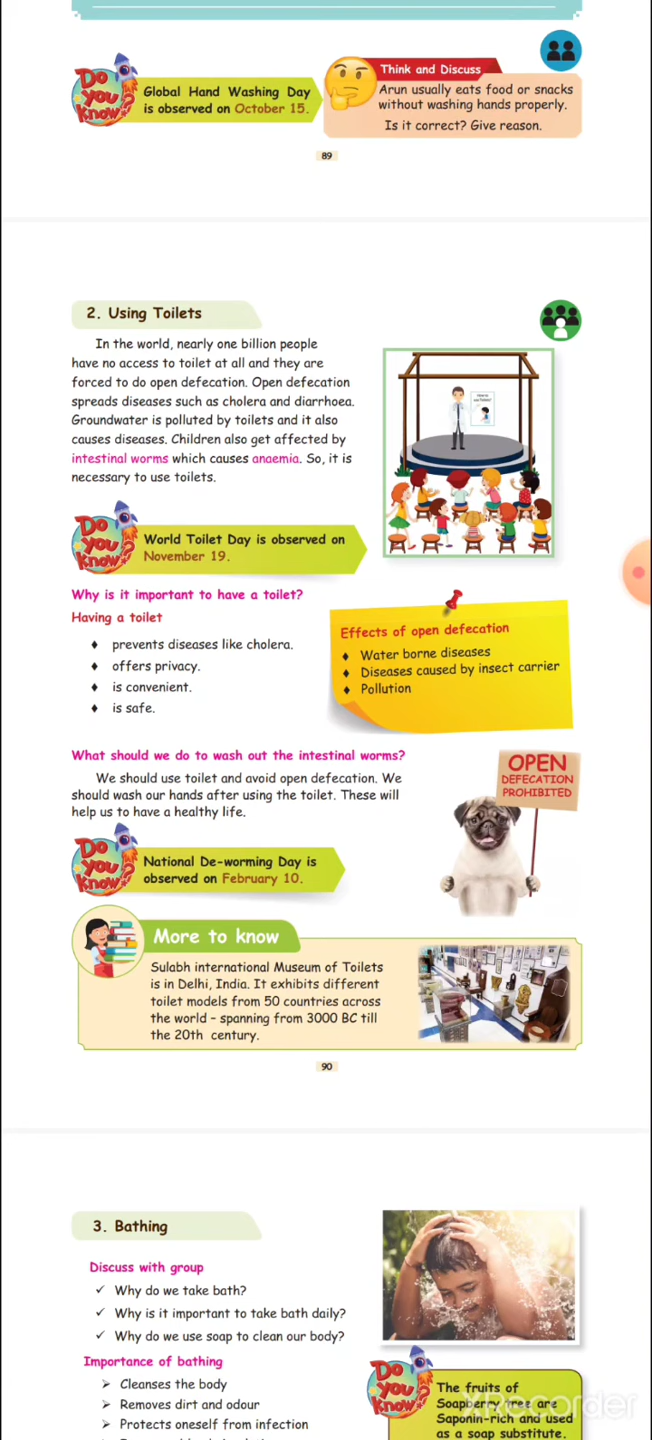 Do you know?
Global Hand Washing Day
is observed on October 15.
Think and Discuss
Arun usually eats food or snacks
without washing hands properly.
Is it correct? Give reason.
89
2. Using Toilets
In the world, nearly one billion people
have no access to toilet at all and they are
forced to do open defecation. Open defecation
spreads diseases such as cholera and diarrhoea.
Groundwater is polluted by toilets and it also
causes diseases. Children also get affected by
intestinal worms which causes anaemia. So, it is
necessary to use toilets.
How to
use Toilets?
Do you know?
World Toilet Day is observed on
November 19.
Why is it important to have a toilet?
Having a toilet
♦ prevents diseases like cholera.
♦ offers privacy.
♦ is convenient.
♦ is safe.
Effects of open defecation
♦ Water borne diseases
♦ Diseases caused by insect carrier
♦ Pollution
What should we do to wash out the intestinal worms?
We should use toilet and avoid open defecation. We
should wash our hands after using the toilet. These will
help us to have a healthy life.
OPEN
DEFECATION
PROHIBITED
Do you know?
National De-worming Day is
observed on February 10.
More to know
Sulabh international Museum of Toilets
is in Delhi, India. It exhibits different
toilet models from 50 countries across
the world - spanning from 3000 BC till
the 20th century.
90
3. Bathing
Discuss with group
✓ Why do we take bath?
✓ Why is it important to take bath daily?
✓ Why do we use soap to clean our body?
Importance of bathing
➢ Cleanses the body
➢ Removes dirt and odour
➢ Protects oneself from infection
Do you know?
The fruits of
Soapberry tree are
Saponin-rich and used
as a soap substitute.
XRecorder